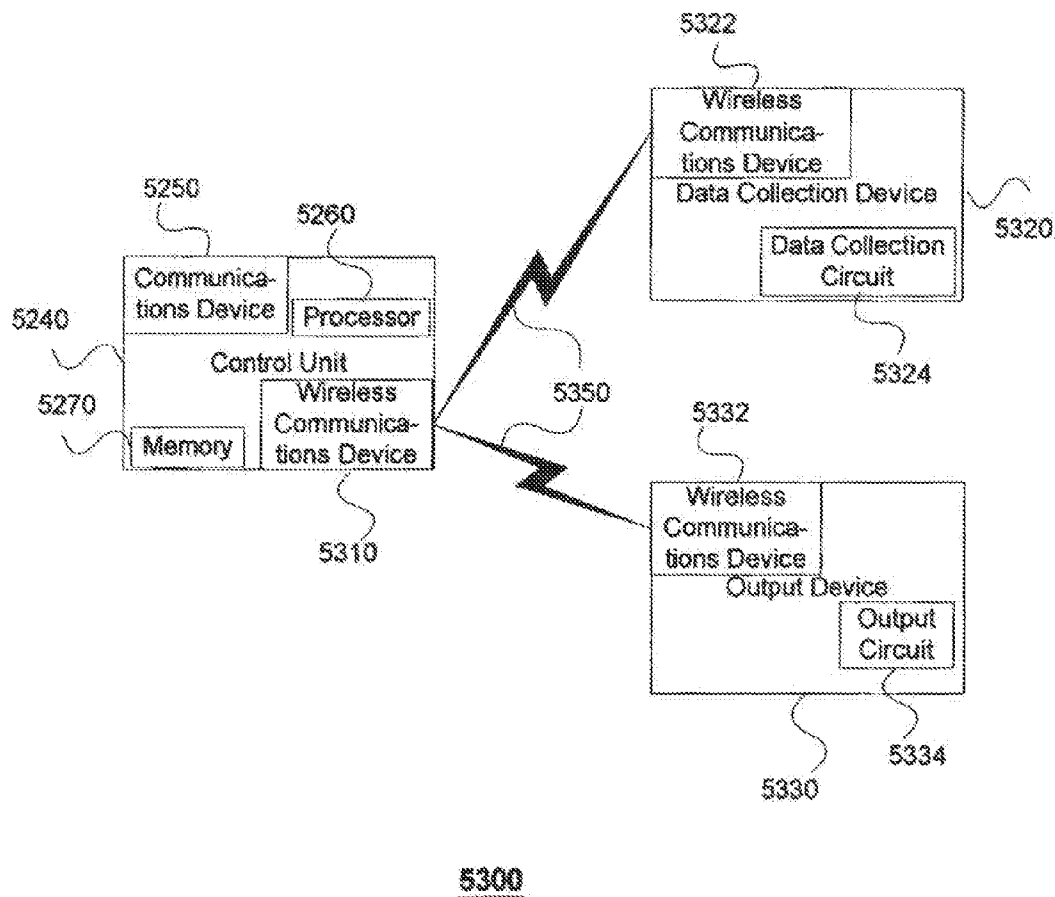 5322
Wireless
Communica-
tions Device
Data Collection Device
5320
Data Collection
Circuit
5324
5250
5260
Communica-
tions Device
Processor
5240
Control Unit
5270
Wireless
Communica-
tions Device
Memory
5310
5350
5332
Wireless
Communica-
tions Device
Output Device
Output
Circuit
5334
5330
5300